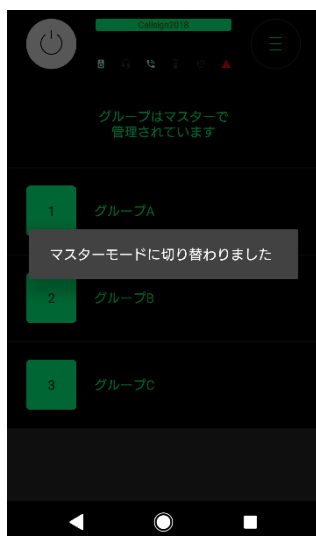 Callsign2018
グループはマスターで
管理されています
1 グループA
マスターモードに切り替わりました
2 グループB
3 グループC